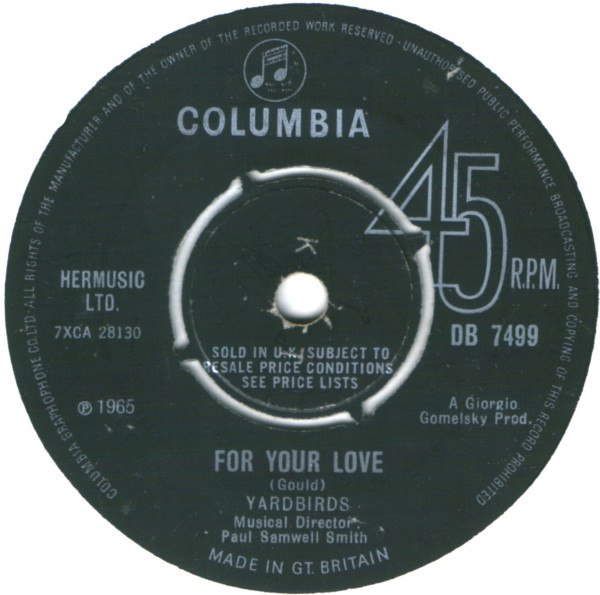 COLUMBIA GRAPHOPHONE CO. LTD. ALL RIGHTS OF THE MANUFACTURER AND OF THE OWNER OF THE RECORDED WORK RESERVED · UNAUTHORISED PUBLIC PERFORMANCE BROADCASTING AND COPYING OF THIS RECORD PROHIBITED
COLUMBIA
45
R.P.M.
HERMUSIC
LTD.
7XCA 28130
DB 7499
K
SOLD IN U.K. SUBJECT TO
RESALE PRICE CONDITIONS
SEE PRICE LISTS
℗ 1965
A Giorgio
Gomelsky Prod.
FOR YOUR LOVE
(Gould)
YARDBIRDS
Musical Director:
Paul Samwell Smith
MADE IN GT. BRITAIN